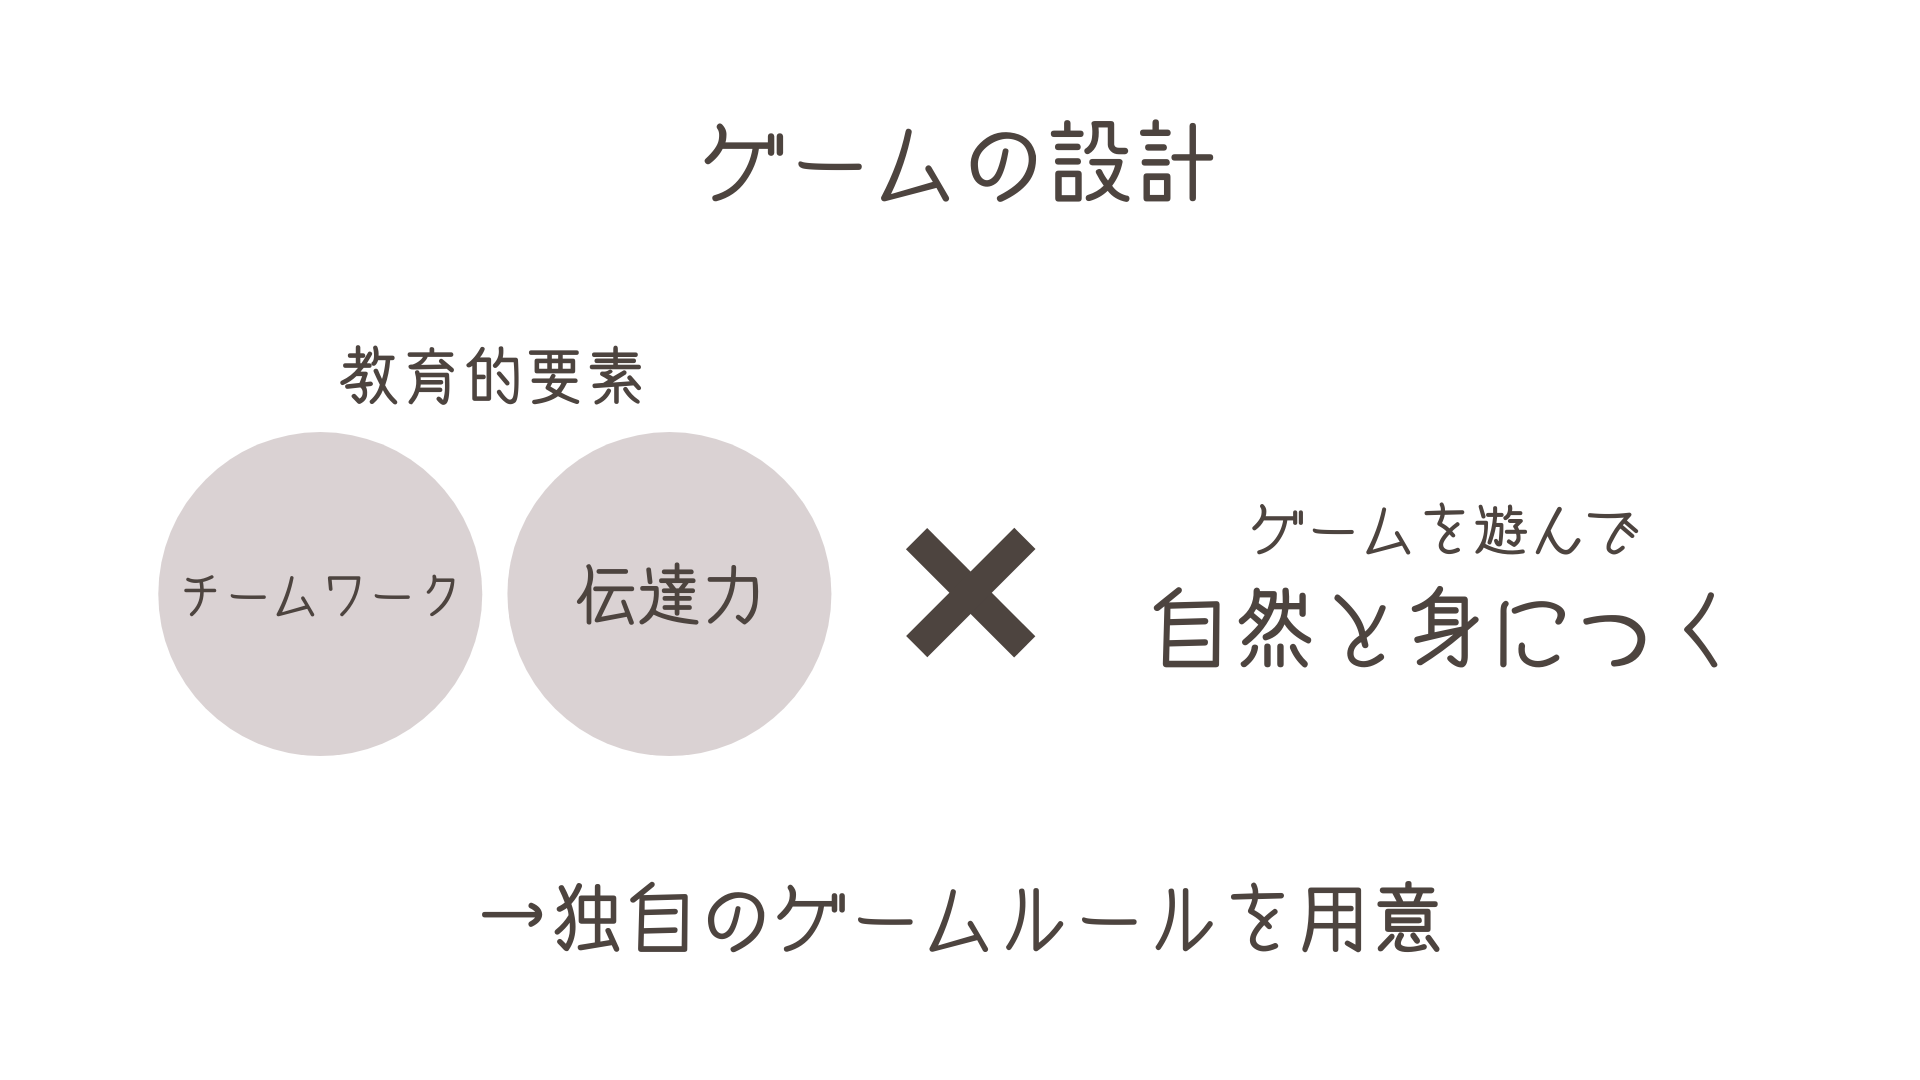 ゲームの設計
教育的要素
チームワーク
伝達力
×
ゲームを遊んで
自然と身につく
→独自のゲームルールを用意